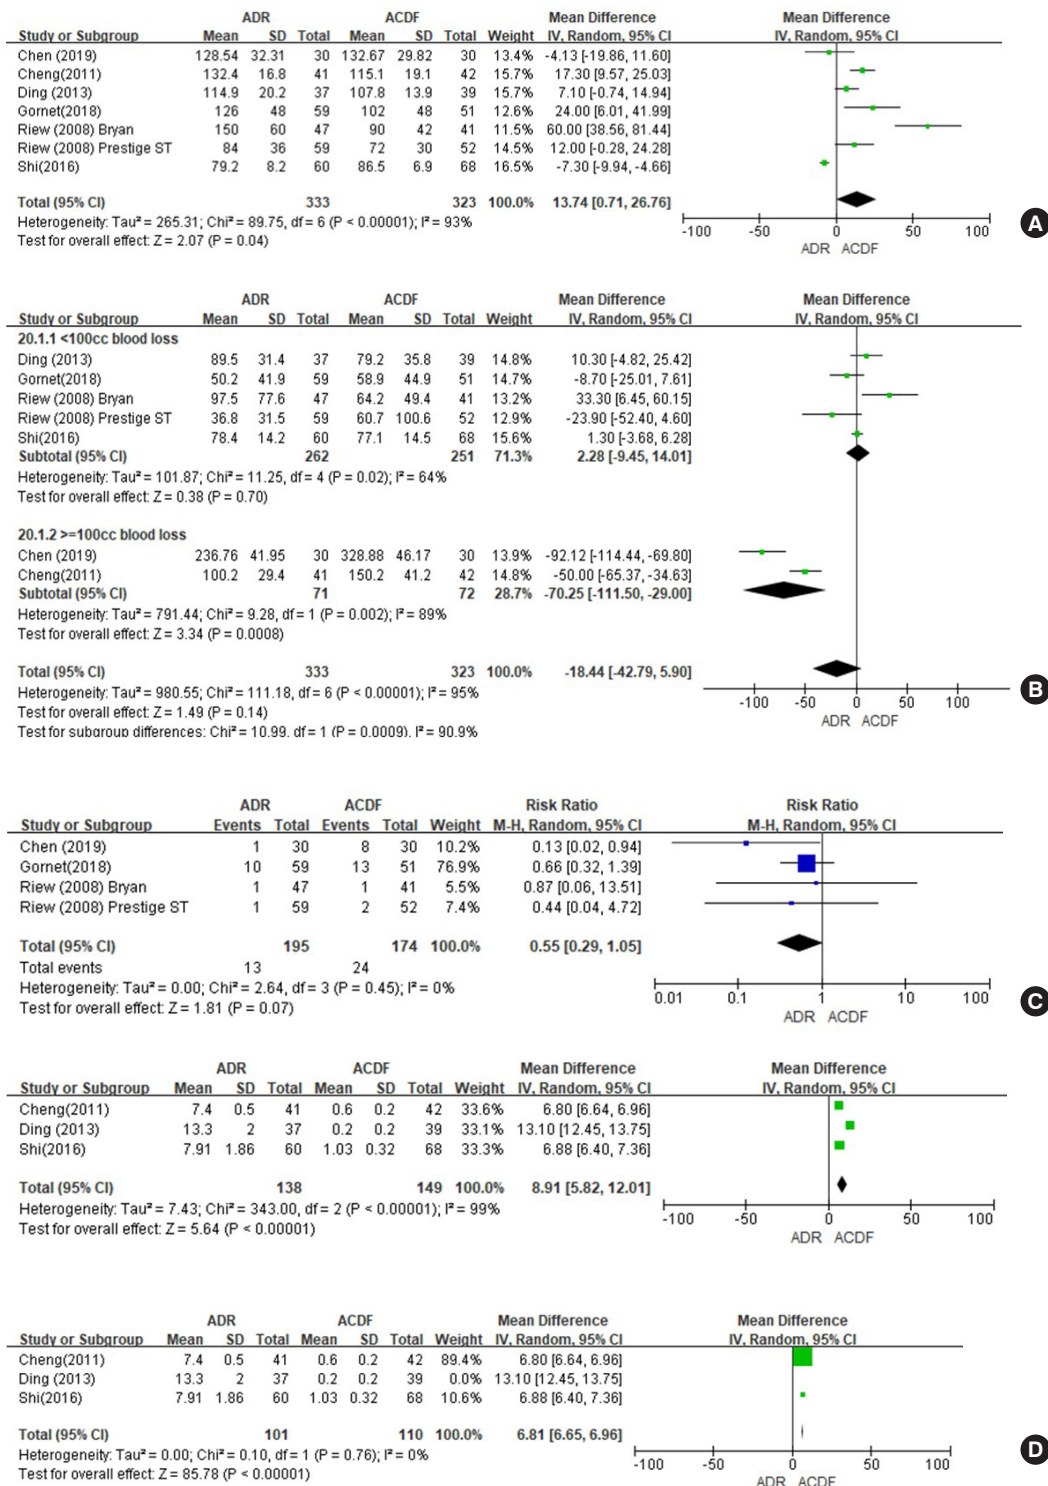 ADR ACDF Mean Difference Mean Difference
Study or Subgroup Mean SD Total Mean SD Total Weight IV, Random, 95% CI IV, Random, 95% CI
Chen (2019) 128.54 32.31 30 132.67 29.82 30 13.4% -4.13 [-19.86, 11.60]
Cheng(2011) 132.4 16.8 41 115.1 19.1 42 15.7% 17.30 [9.57, 25.03]
Ding (2013) 114.9 20.2 37 107.8 13.9 39 15.7% 7.10 [-0.74, 14.94]
Gornet(2018) 126 48 59 102 48 51 12.6% 24.00 [6.01, 41.99]
Riew (2008) Bryan 150 60 47 90 42 41 11.5% 60.00 [38.56, 81.44]
Riew (2008) Prestige ST 84 36 59 72 30 52 14.5% 12.00 [-0.28, 24.28]
Shi(2016) 79.2 8.2 60 86.5 6.9 68 16.5% -7.30 [-9.94, -4.66]
Total (95% CI) 333 323 100.0% 13.74 [0.71, 26.76]
Heterogeneity: Tau² = 265.31; Chi² = 89.75, df = 6 (P < 0.00001); I² = 93%
Test for overall effect: Z = 2.07 (P = 0.04)
-100 -50 0 50 100
ADR ACDF
A
ADR ACDF Mean Difference Mean Difference
Study or Subgroup Mean SD Total Mean SD Total Weight IV, Random, 95% CI IV, Random, 95% CI
20.1.1 <100cc blood loss
Ding (2013) 89.5 31.4 37 79.2 35.8 39 14.8% 10.30 [-4.82, 25.42]
Gornet(2018) 50.2 41.9 59 58.9 44.9 51 14.7% -8.70 [-25.01, 7.61]
Riew (2008) Bryan 97.5 77.6 47 64.2 49.4 41 13.2% 33.30 [6.45, 60.15]
Riew (2008) Prestige ST 36.8 31.5 59 60.7 100.6 52 12.9% -23.90 [-52.40, 4.60]
Shi(2016) 78.4 14.2 60 77.1 14.5 68 15.6% 1.30 [-3.68, 6.28]
Subtotal (95% CI) 262 251 71.3% 2.28 [-9.45, 14.01]
Heterogeneity: Tau² = 101.87; Chi² = 11.25, df = 4 (P = 0.02); I² = 64%
Test for overall effect: Z = 0.38 (P = 0.70)
20.1.2 >=100cc blood loss
Chen (2019) 236.76 41.95 30 328.88 46.17 30 13.9% -92.12 [-114.44, -69.80]
Cheng(2011) 100.2 29.4 41 150.2 41.2 42 14.8% -50.00 [-65.37, -34.63]
Subtotal (95% CI) 71 72 28.7% -70.25 [-111.50, -29.00]
Heterogeneity: Tau² = 791.44; Chi² = 9.28, df = 1 (P = 0.002); I² = 89%
Test for overall effect: Z = 3.34 (P = 0.0008)
Total (95% CI) 333 323 100.0% -18.44 [-42.79, 5.90]
Heterogeneity: Tau² = 980.55; Chi² = 111.18, df = 6 (P < 0.00001); I² = 95%
Test for overall effect: Z = 1.49 (P = 0.14)
Test for subgroup differences: Chi² = 10.99, df = 1 (P = 0.0009), I² = 90.9%
-100 -50 0 50 100
ADR ACDF
B
ADR ACDF Risk Ratio Risk Ratio
Study or Subgroup Events Total Events Total Weight M-H, Random, 95% CI M-H, Random, 95% CI
Chen (2019) 1 30 8 30 10.2% 0.13 [0.02, 0.94]
Gornet(2018) 10 59 13 51 76.9% 0.66 [0.32, 1.39]
Riew (2008) Bryan 1 47 1 41 5.5% 0.87 [0.06, 13.51]
Riew (2008) Prestige ST 1 59 2 52 7.4% 0.44 [0.04, 4.72]
Total (95% CI) 195 174 100.0% 0.55 [0.29, 1.05]
Total events 13 24
Heterogeneity: Tau² = 0.00; Chi² = 2.64, df = 3 (P = 0.45); I² = 0%
Test for overall effect: Z = 1.81 (P = 0.07)
0.01 0.1 1 10 100
ADR ACDF
C
ADR ACDF Mean Difference Mean Difference
Study or Subgroup Mean SD Total Mean SD Total Weight IV, Random, 95% CI IV, Random, 95% CI
Cheng(2011) 7.4 0.5 41 0.6 0.2 42 33.6% 6.80 [6.64, 6.96]
Ding (2013) 13.3 2 37 0.2 0.2 39 33.1% 13.10 [12.45, 13.75]
Shi(2016) 7.91 1.86 60 1.03 0.32 68 33.3% 6.88 [6.40, 7.36]
Total (95% CI) 138 149 100.0% 8.91 [5.82, 12.01]
Heterogeneity: Tau² = 7.43; Chi² = 343.00, df = 2 (P < 0.00001); I² = 99%
Test for overall effect: Z = 5.64 (P < 0.00001)
-100 -50 0 50 100
ADR ACDF
ADR ACDF Mean Difference Mean Difference
Study or Subgroup Mean SD Total Mean SD Total Weight IV, Random, 95% CI IV, Random, 95% CI
Cheng(2011) 7.4 0.5 41 0.6 0.2 42 89.4% 6.80 [6.64, 6.96]
Ding (2013) 13.3 2 37 0.2 0.2 39 0.0% 13.10 [12.45, 13.75]
Shi(2016) 7.91 1.86 60 1.03 0.32 68 10.6% 6.88 [6.40, 7.36]
Total (95% CI) 101 110 100.0% 6.81 [6.65, 6.96]
Heterogeneity: Tau² = 0.00; Chi² = 0.10, df = 1 (P = 0.76); I² = 0%
Test for overall effect: Z = 85.78 (P < 0.00001)
-100 -50 0 50 100
ADR ACDF
D